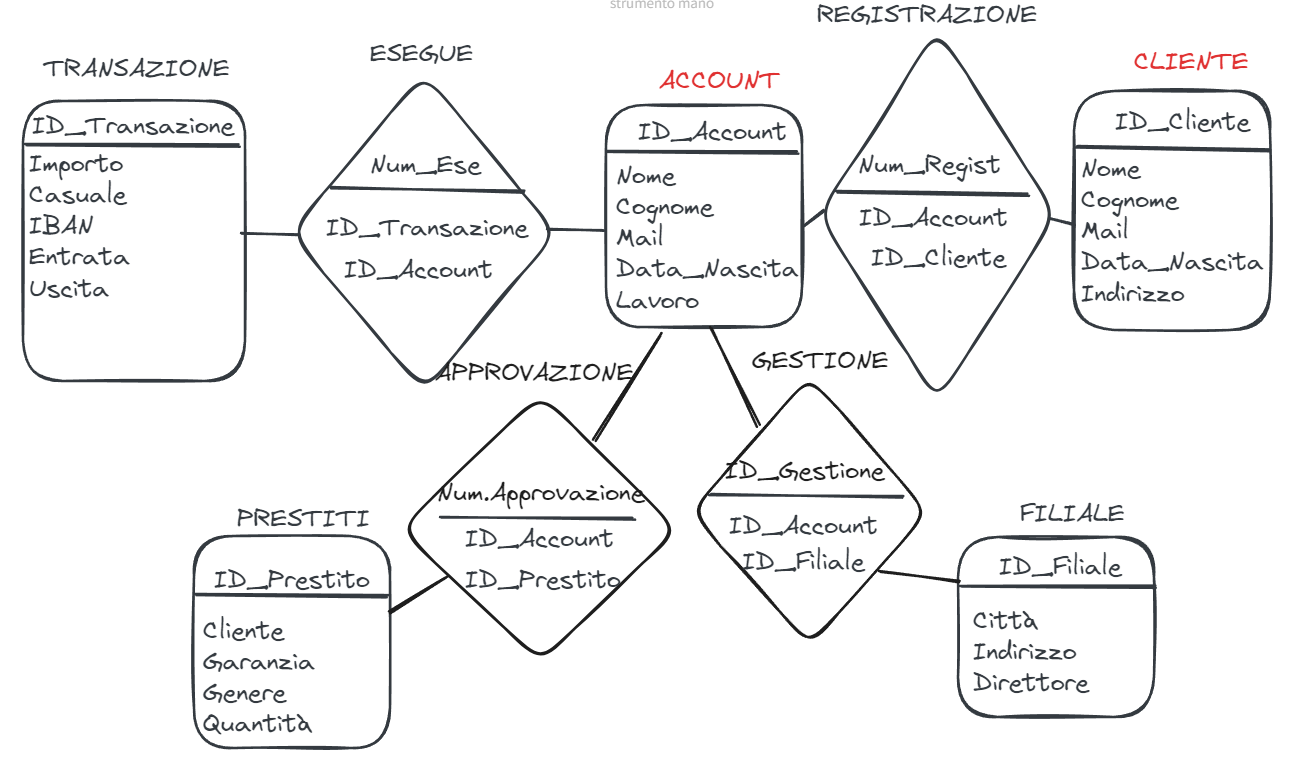 strumento mano
REGISTRAZIONE
ESEGUE
TRANSAZIONE
ACCOUNT
CLIENTE
ID_Transazione
Importo
Casuale
IBAN
Entrata
Uscita
Num_Ese
ID_Transazione
ID_Account
ID_Account
Nome
Cognome
Mail
Data_Nascita
Lavoro
Num_Regist
ID_Account
ID_Cliente
ID_Cliente
Nome
Cognome
Mail
Data_Nascita
Indirizzo
APPROVAZIONE
GESTIONE
Num.Approvazione
ID_Account
ID_Prestito
ID_Gestione
ID_Account
ID_Filiale
PRESTITI
ID_Prestito
Cliente
Garanzia
Genere
Quantità
FILIALE
ID_Filiale
Città
Indirizzo
Direttore